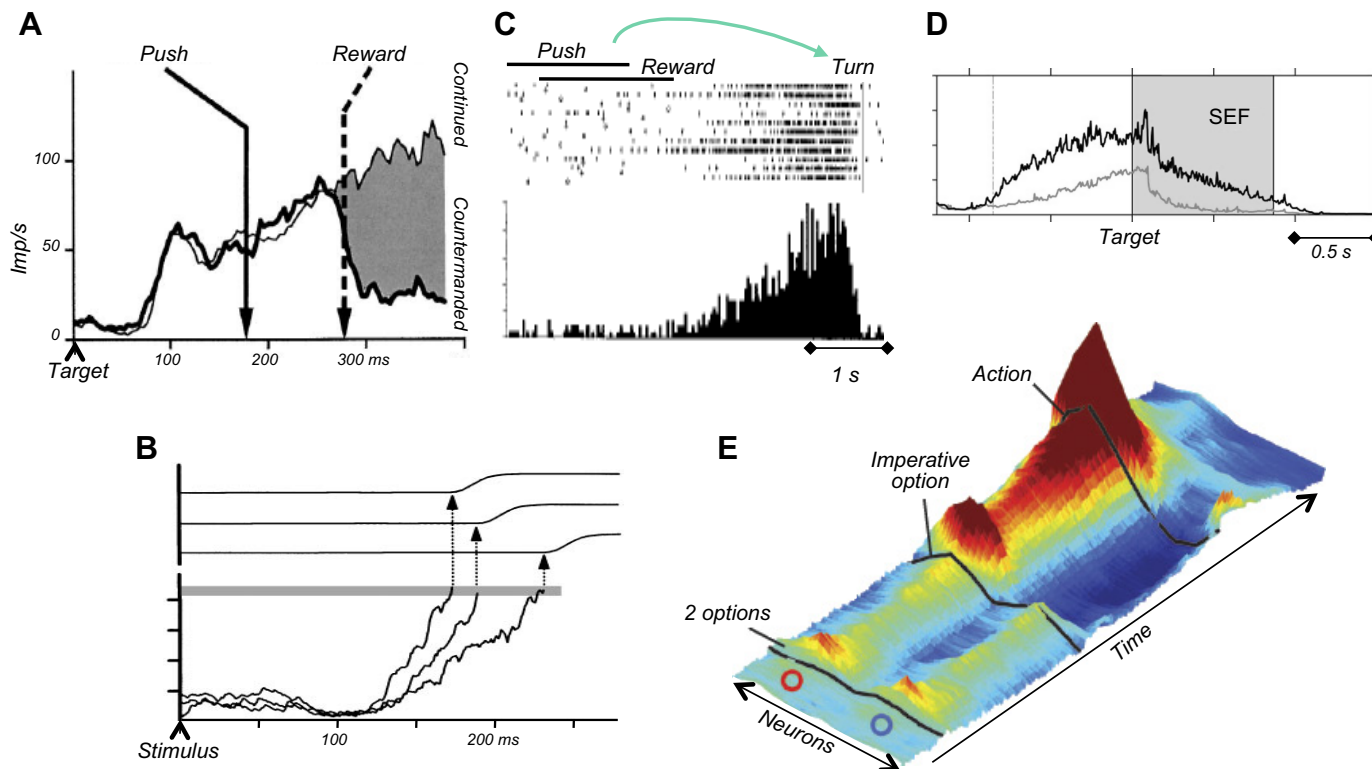 A
Push
Reward
Continued
Countermanded
Imp/s
100
50
0
100
200
300 ms
Target
C
Push
Reward
Turn
1 s
D
SEF
Target
0.5 s
B
100
200 ms
Stimulus
E
Action
Imperative
option
2 options
Neurons
Time